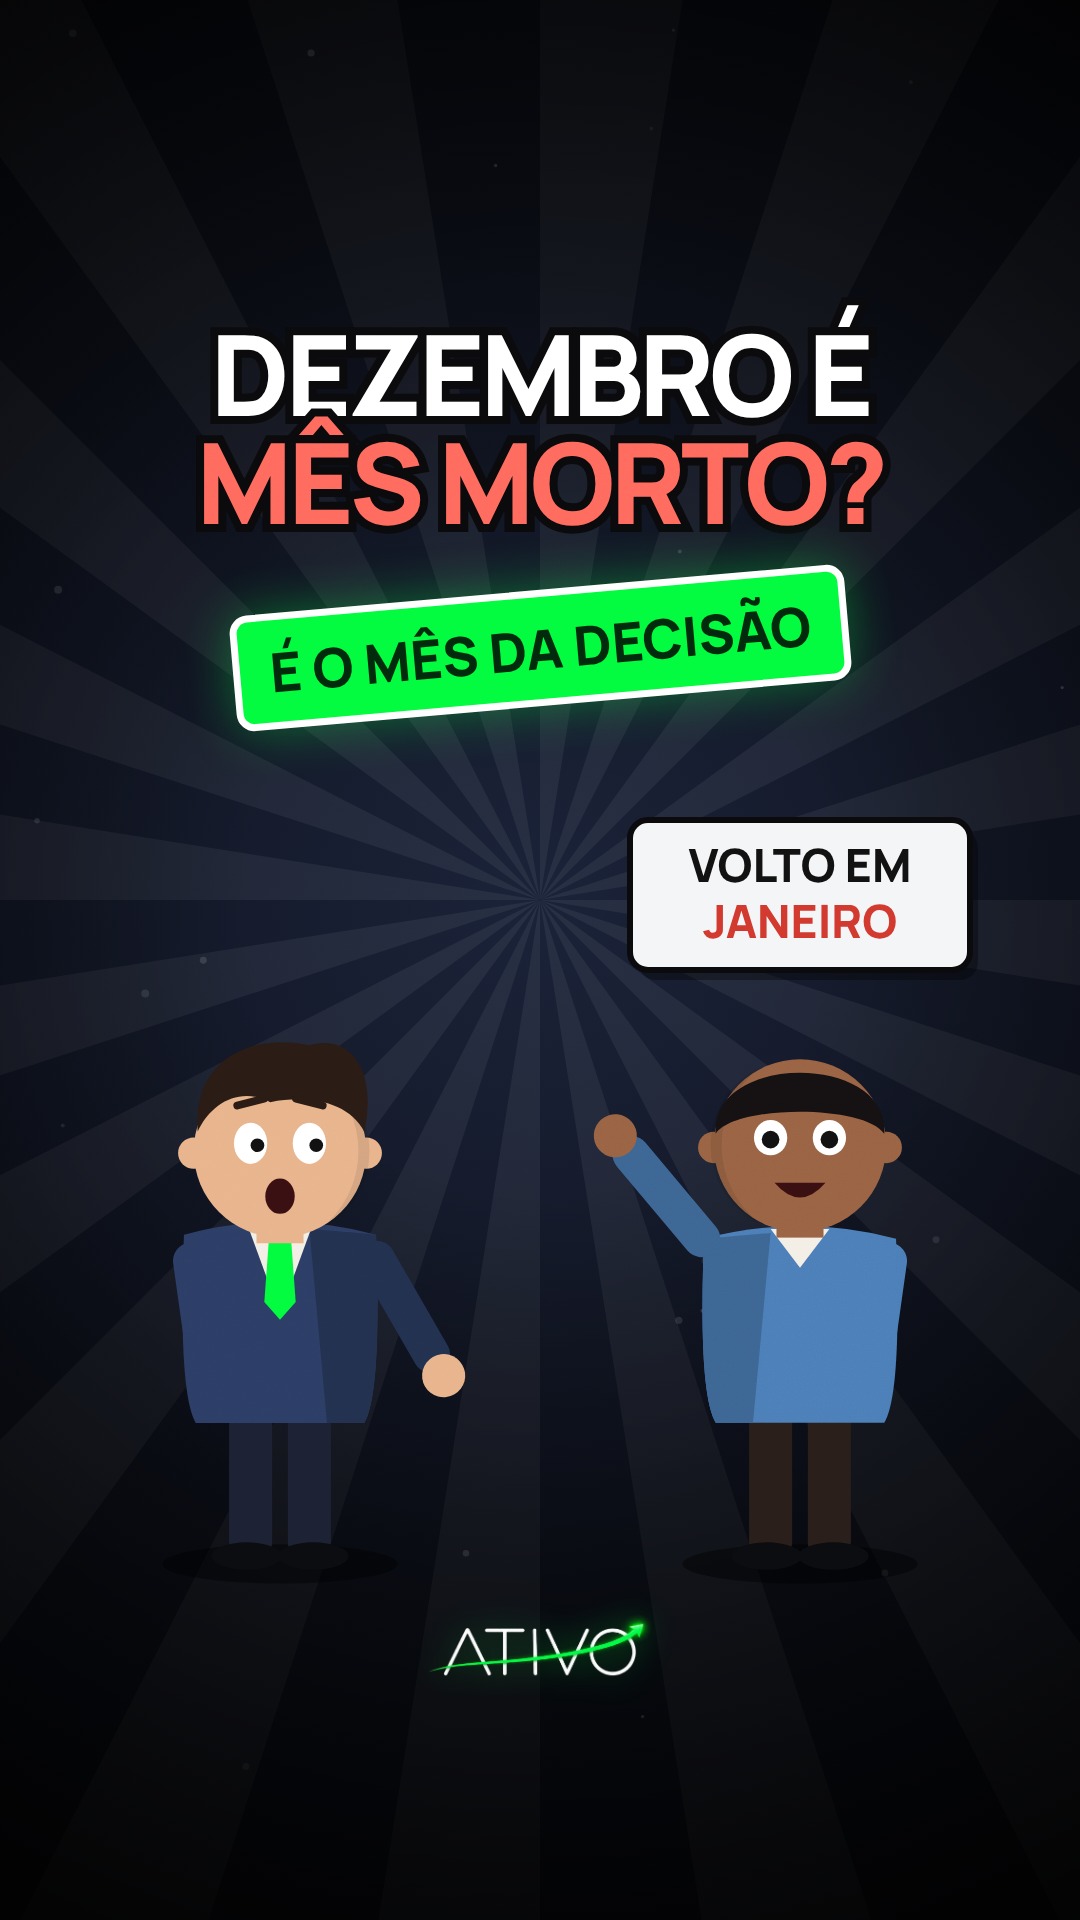 DEZEMBRO É
MÊS MORTO?
É O MÊS DA DECISÃO
VOLTO EM
JANEIRO
ATIVO